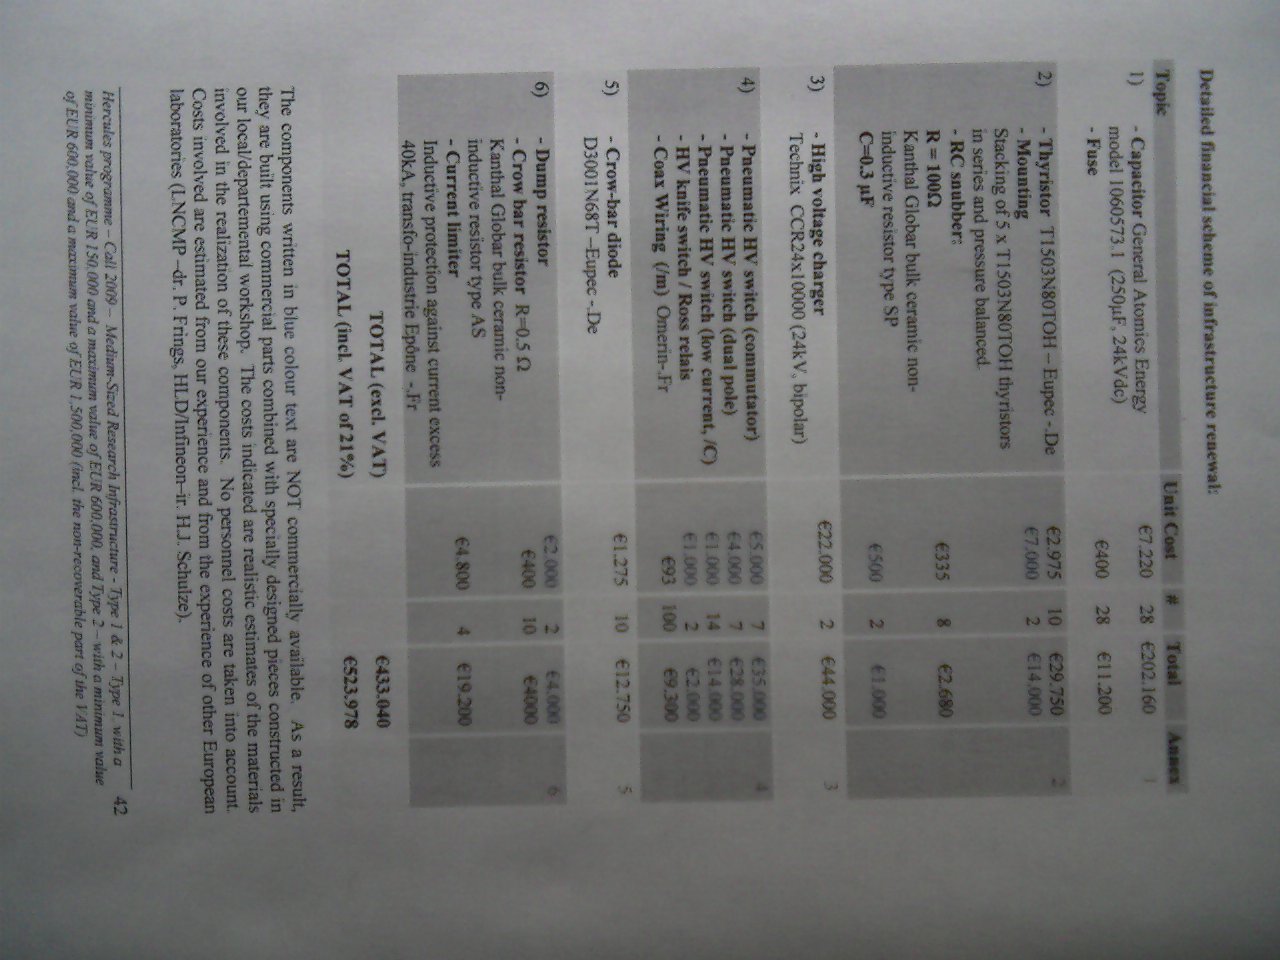 Detailed financial scheme of infrastructure renewal:
Topic Unit Cost # Total Annex
1) - Capacitor General Atomics Energy €7.220 28 €202.160 1
model 1060573.1 (250µF, 24kVdc)
- Fuse €400 28 €11.200
2) - Thyristor T1503N80TOH – Eupec -.De €2.975 10 €29.750 2
- Mounting €7.000 2 €14.000
Stacking of 5 x T1503N80TOH thyristors
in series and pressure balanced.
- RC snubber:
R = 100Ω €335 8 €2.680
Kanthal Globar bulk ceramic non-
inductive resistor type SP
C=0.3 µF €500 2 €1.000
3) - High voltage charger €22.000 2 €44.000 3
Technix CCR24x10000 (24kV, bipolar)
4) - Pneumatic HV switch (commutator) €5.000 7 €35.000 4
- Pneumatic HV switch (dual pole) €4.000 7 €28.000
- Pneumatic HV switch (low current, /C) €1.000 14 €14.000
- HV knife switch / Ross relais €1.000 2 €2.000
- Coax Wiring (/m) Omerin-.Fr €93 100 €9.300
5) - Crow-bar diode €1.275 10 €12.750 5
D3001N68T –Eupec -.De
6) - Dump resistor €2.000 2 €4.000 6
- Crow bar resistor R=0.5 Ω €400 10 €4000
Kanthal Globar bulk ceramic non-
inductive resistor type AS
- Current limiter €4.800 4 €19.200
Inductive protection against current excess
40kA, transfo-industrie Epône -.Fr
TOTAL (excl. VAT) €433.040
TOTAL (incl. VAT of 21%) €523.978
The components written in blue colour text are NOT commercially available. As a result,
they are built using commercial parts combined with specially designed pieces constructed in
our local/departemental workshop. The costs indicated are realistic estimates of the materials
involved in the realization of these components. No personnel costs are taken into account.
Costs involved are estimated from our experience and from the experience of other European
laboratories (LNCMP –dr. P. Frings, HLD/Infineon–ir. H.J. Schulze).
42
Hercules programme – Call 2009 – Medium-Sized Research Infrastructure - Type 1 & 2 – Type 1, with a
minimum value of EUR 150,000 and a maximum value of EUR 600,000, and Type 2 – with a minimum value
of EUR 600,000 and a maximum value of EUR 1,500,000 (incl. the non-recoverable part of the VAT)